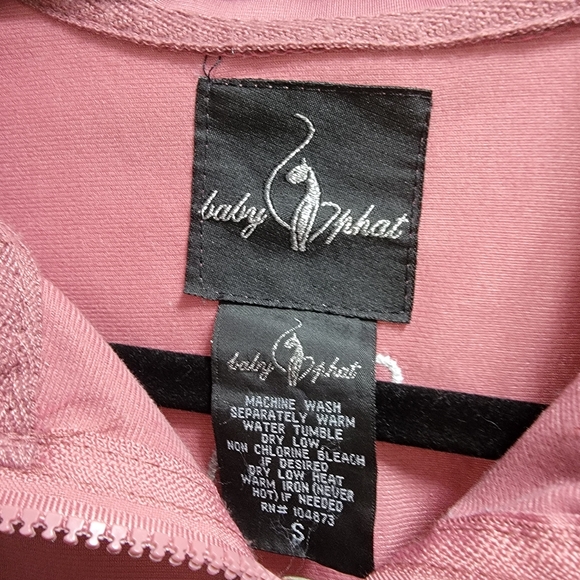 baby phat
baby phat
MACHINE WASH
SEPARATELY WARM
WATER TUMBLE
DRY LOW,
NON CHLORINE BLEACH
IF DESIRED
DRY LOW HEAT
WARM IRON(NEVER
HOT)IF NEEDED
RN# 104873
S